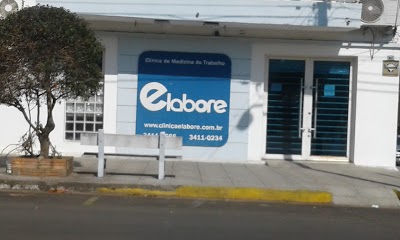 Clínica de Medicina do Trabalho
elabore
www.clinicaelabore.com.br
3411-0234